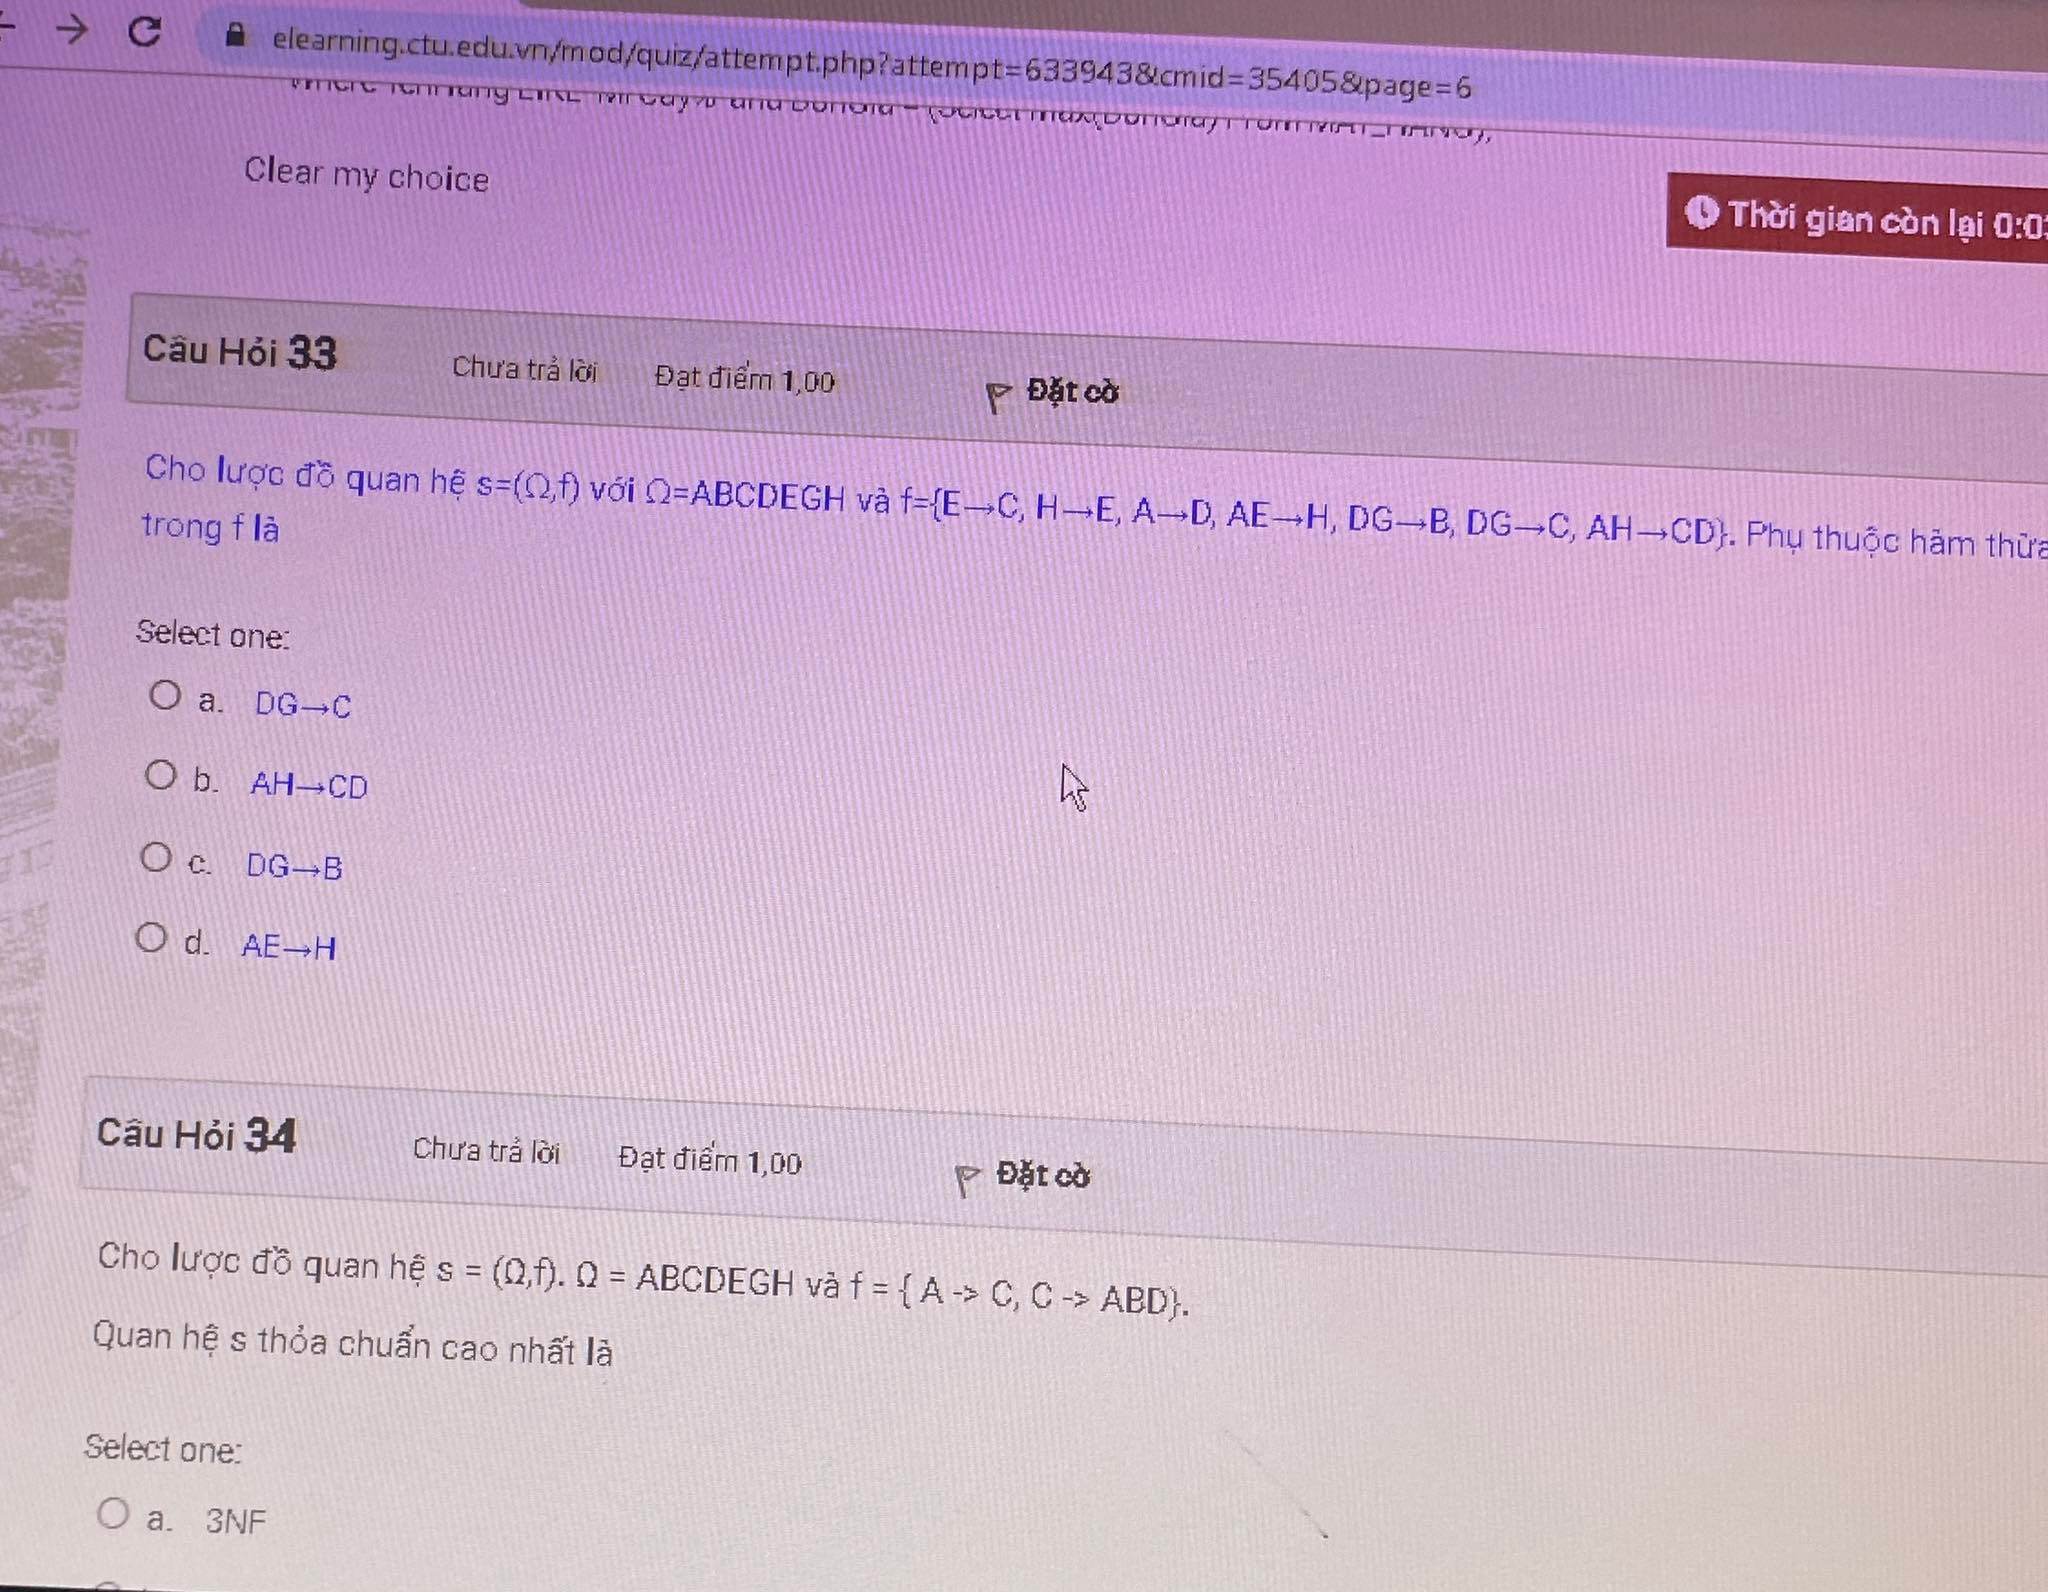 elearning.ctu.edu.vn/mod/quiz/attempt.php?attempt=633943&cmid=35405&page=6
Clear my choice
Thời gian còn lại 0:0
Câu Hỏi 33
Chưa trả lời
Đạt điểm 1,00
Đặt cờ
Cho lược đồ quan hệ s=(Ω,f) với Ω=ABCDEGH và f={E→C, H→E, A→D, AE→H, DG→B, DG→C, AH→CD}. Phụ thuộc hàm thừa
trong f là
Select one:
a. DG→C
b. AH→CD
c. DG→B
d. AE→H
Câu Hỏi 34
Chưa trả lời
Đạt điểm 1,00
Đặt cờ
Cho lược đồ quan hệ s = (Ω,f). Ω = ABCDEGH và f = { A -> C, C -> ABD}.
Quan hệ s thỏa chuẩn cao nhất là
Select one:
a. 3NF